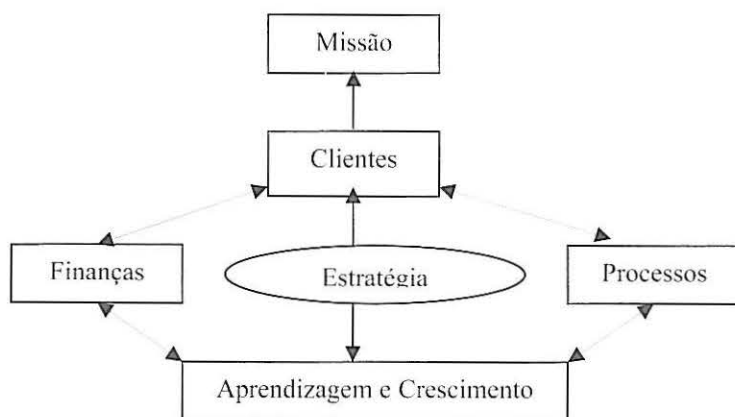 Missão
Clientes
Finanças
Estratégia
Processos
Aprendizagem e Crescimento